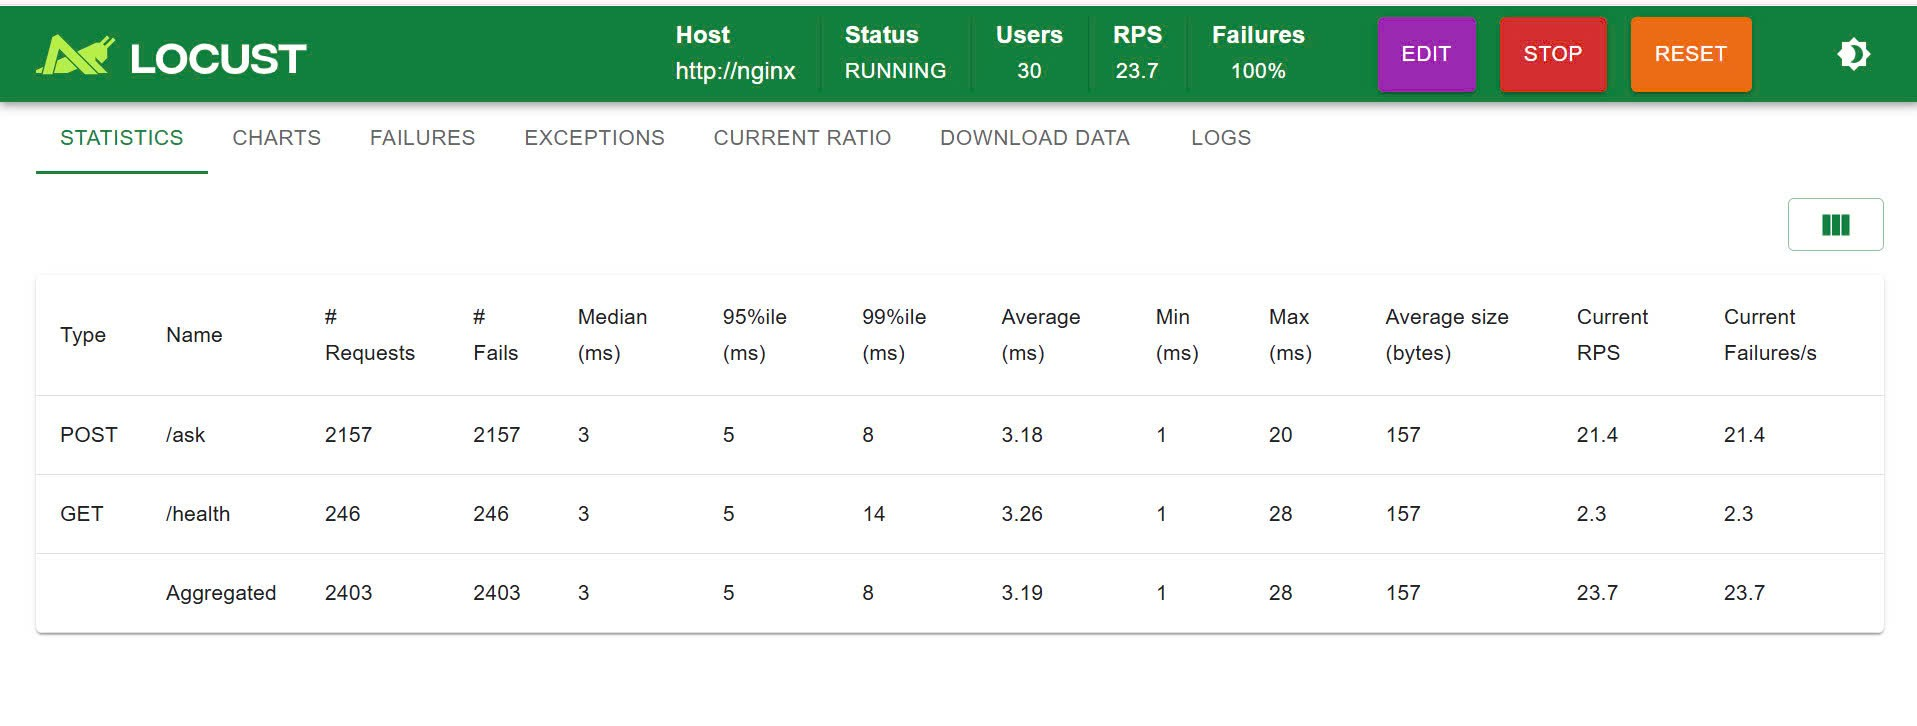 LOCUST
Host
http://nginx
Status
RUNNING
Users
30
RPS
23.7
Failures
100%
EDIT
STOP
RESET
STATISTICS CHARTS FAILURES EXCEPTIONS CURRENT RATIO DOWNLOAD DATA LOGS
Type Name # Requests # Fails Median (ms) 95%ile (ms) 99%ile (ms) Average (ms) Min (ms) Max (ms) Average size (bytes) Current RPS Current Failures/s
POST /ask 2157 2157 3 5 8 3.18 1 20 157 21.4 21.4
GET /health 246 246 3 5 14 3.26 1 28 157 2.3 2.3
Aggregated 2403 2403 3 5 8 3.19 1 28 157 23.7 23.7